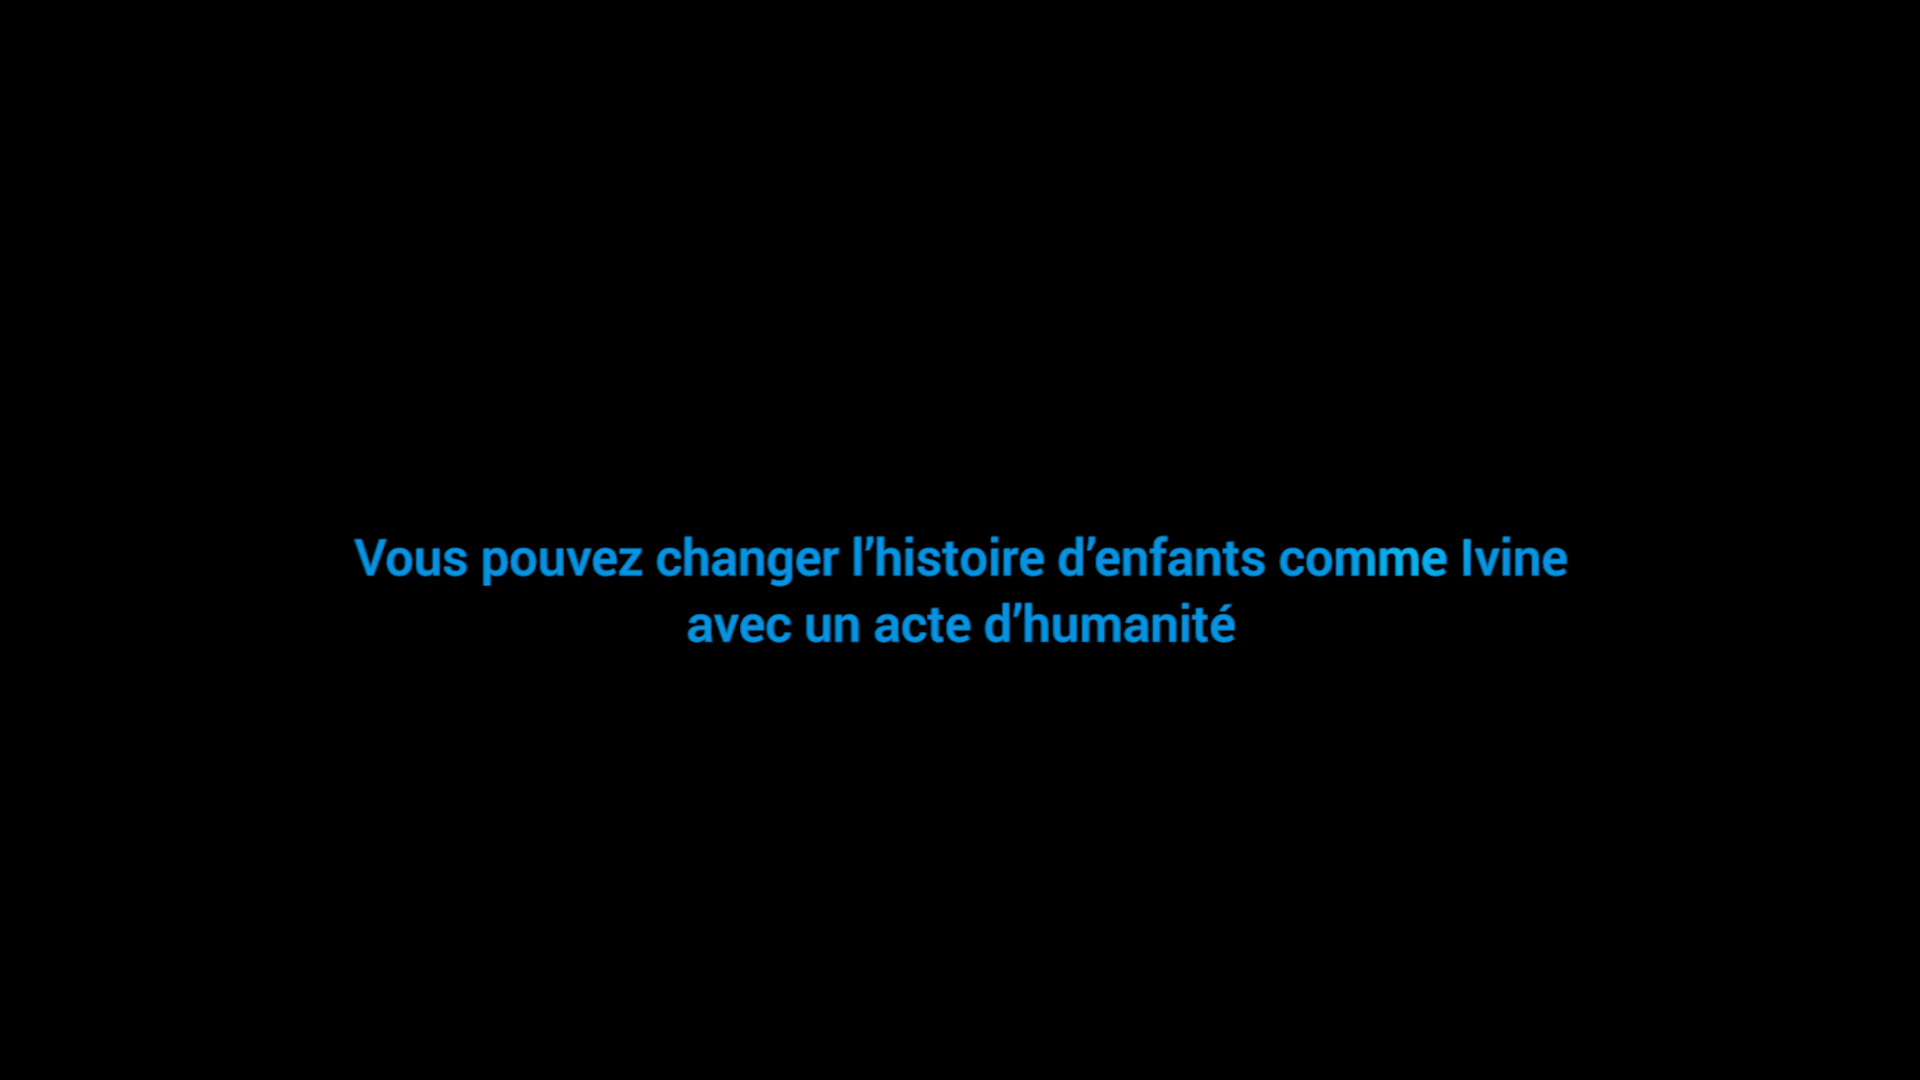 Vous pouvez changer l’histoire d’enfants comme Ivine
avec un acte d’humanité